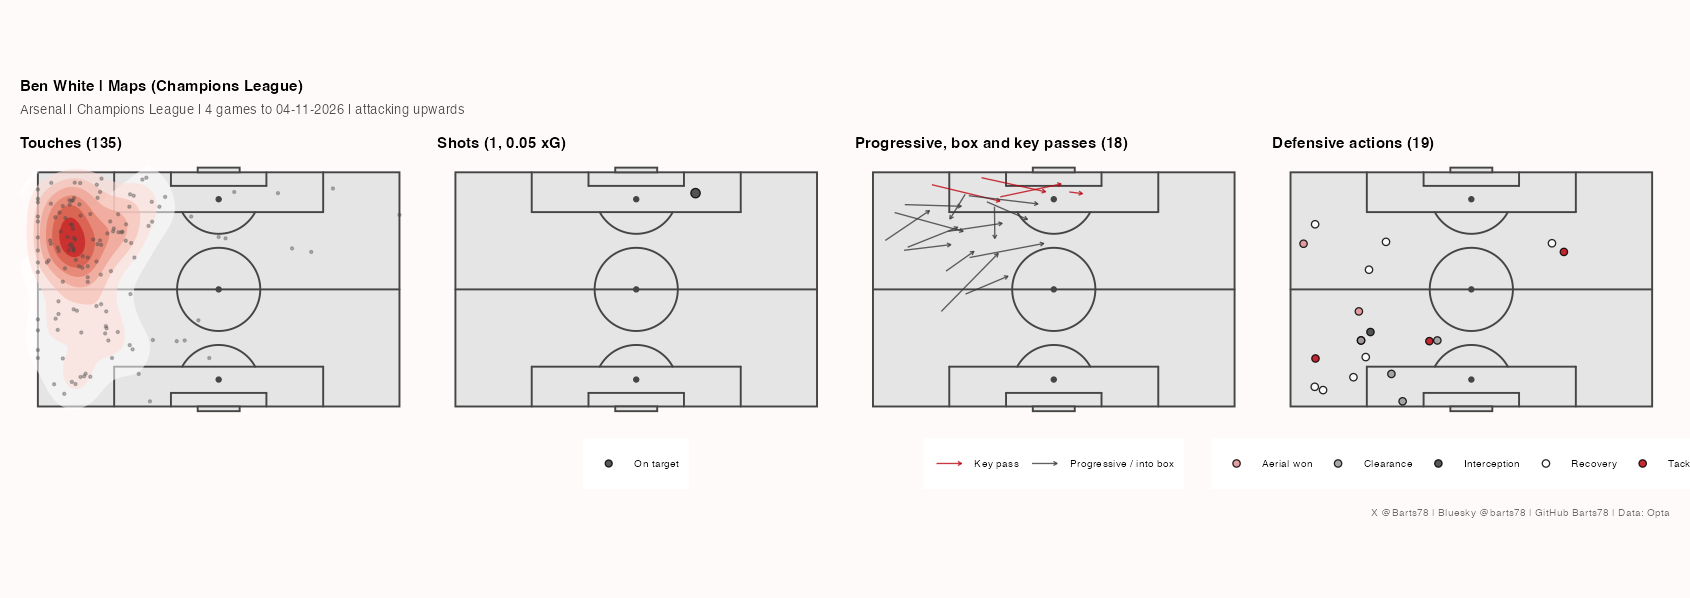 Ben White | Maps (Champions League)
Arsenal | Champions League | 4 games to 04-11-2026 | attacking upwards
Touches (135)
Shots (1, 0.05 xG)
Progressive, box and key passes (18)
Defensive actions (19)
On target
Key pass
Progressive / into box
Aerial won
Clearance
Interception
Recovery
Tack
X @Barts78 | Bluesky @barts78 | GitHub Barts78 | Data: Opta